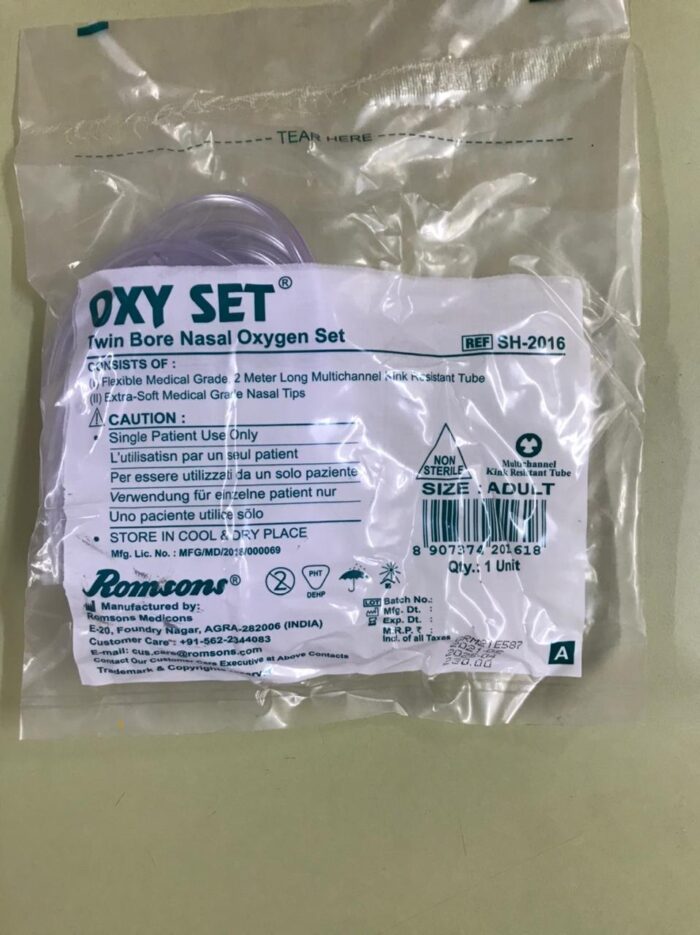 TEAR HERE
OXY SET®
Twin Bore Nasal Oxygen Set
REF SH-2016
CONSISTS OF :
(I) Flexible Medical Grade, 2 Meter Long Multichannel Kink Resistant Tube
(II) Extra-Soft Medical Grade Nasal Tips
CAUTION :
• Single Patient Use Only
L'utilisatisn par un seul patient
Per essere utilizzati da un solo paziente
Verwendung für einzelne patient nur
Uno paciente utilice sõlo
• STORE IN COOL & DRY PLACE
Mfg. Lic. No. : MFG/MD/2018/000069
NON
STERILE
Multichannel
Kink Resistant Tube
SIZE : ADULT
8 907374 201618
Qty.: 1 Unit
Romsons®
2
PHT
DEHP
Manufactured by:
Romsons Medicons
E-20, Foundry Nagar, AGRA-282006 (INDIA)
Customer Care : +91-562-2344083
E-mail: cus.care@romsons.com
Contact Our Customer Care Executive at Above Contacts
Trademark & Copyright
LOT Batch No.:
Mfg. Dt. :
Exp. Dt. :
M.R.P. ₹ :
Incl. of all Taxes
230.00
A